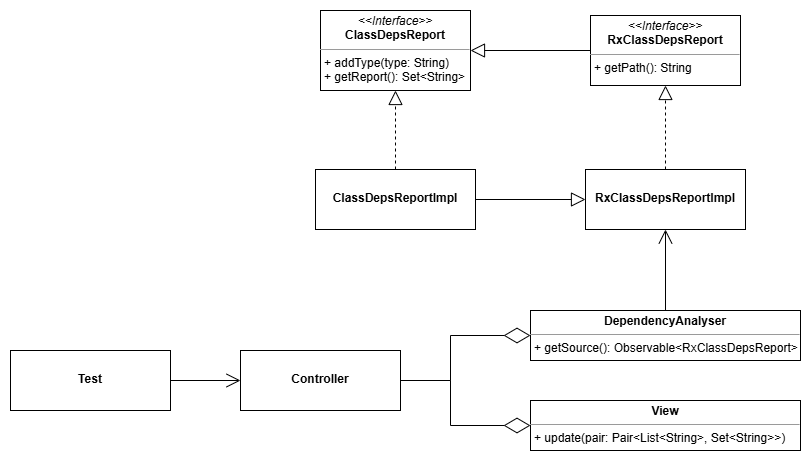 <<Interface>>
ClassDepsReport
+ addType(type: String)
+ getReport(): Set<String>
<<Interface>>
RxClassDepsReport
+ getPath(): String
ClassDepsReportImpl
RxClassDepsReportImpl
DependencyAnalyser
+ getSource(): Observable<RxClassDepsReport>
Test
Controller
View
+ update(pair: Pair<List<String>, Set<String>>)